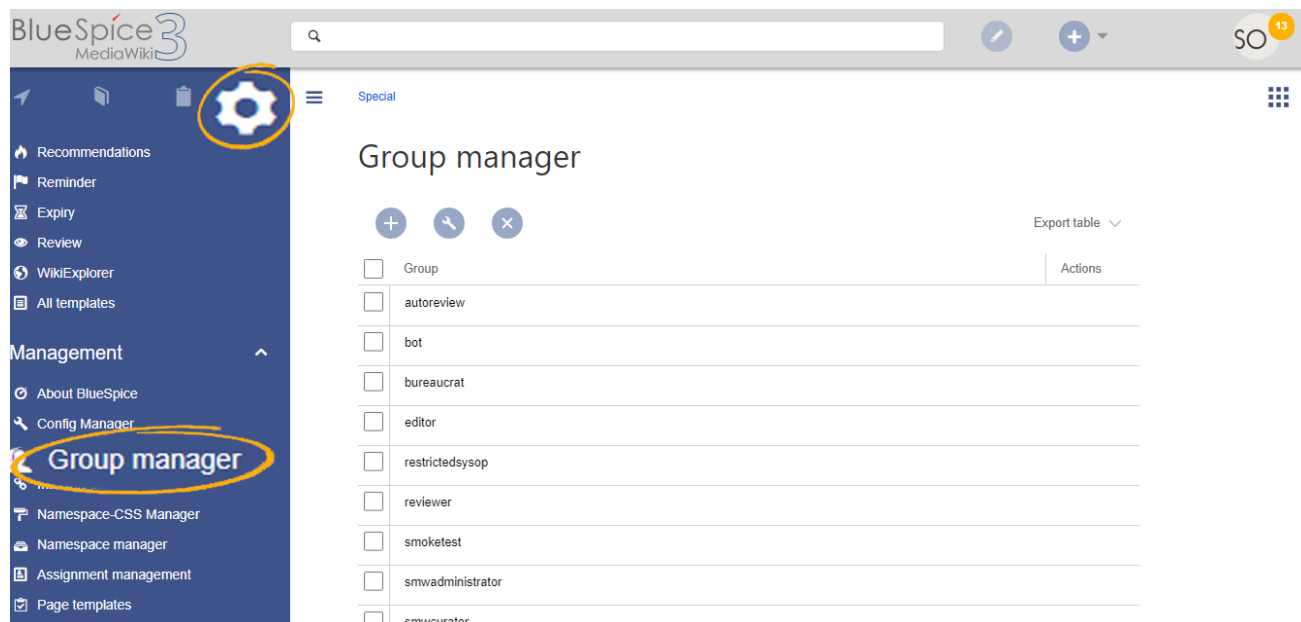 BlueSpice 3
MediaWiki
SO
13
Special
Group manager
Export table
Group
Actions
autoreview
bot
bureaucrat
editor
restrictedsysop
reviewer
smoketest
smwadministrator
smwcurator
Recommendations
Reminder
Expiry
Review
WikiExplorer
All templates
Management
About BlueSpice
Config Manager
Group manager
Namespace-CSS Manager
Namespace manager
Assignment management
Page templates